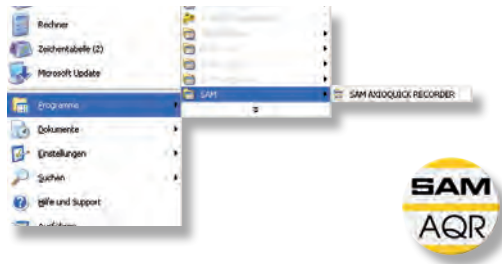 Rechner
Zeichentabelle (2)
Microsoft Update
Programme
SAM
SAM AXIOQUICK RECORDER
Dokumente
Einstellungen
Suchen
Hilfe und Support
SAM
AQR